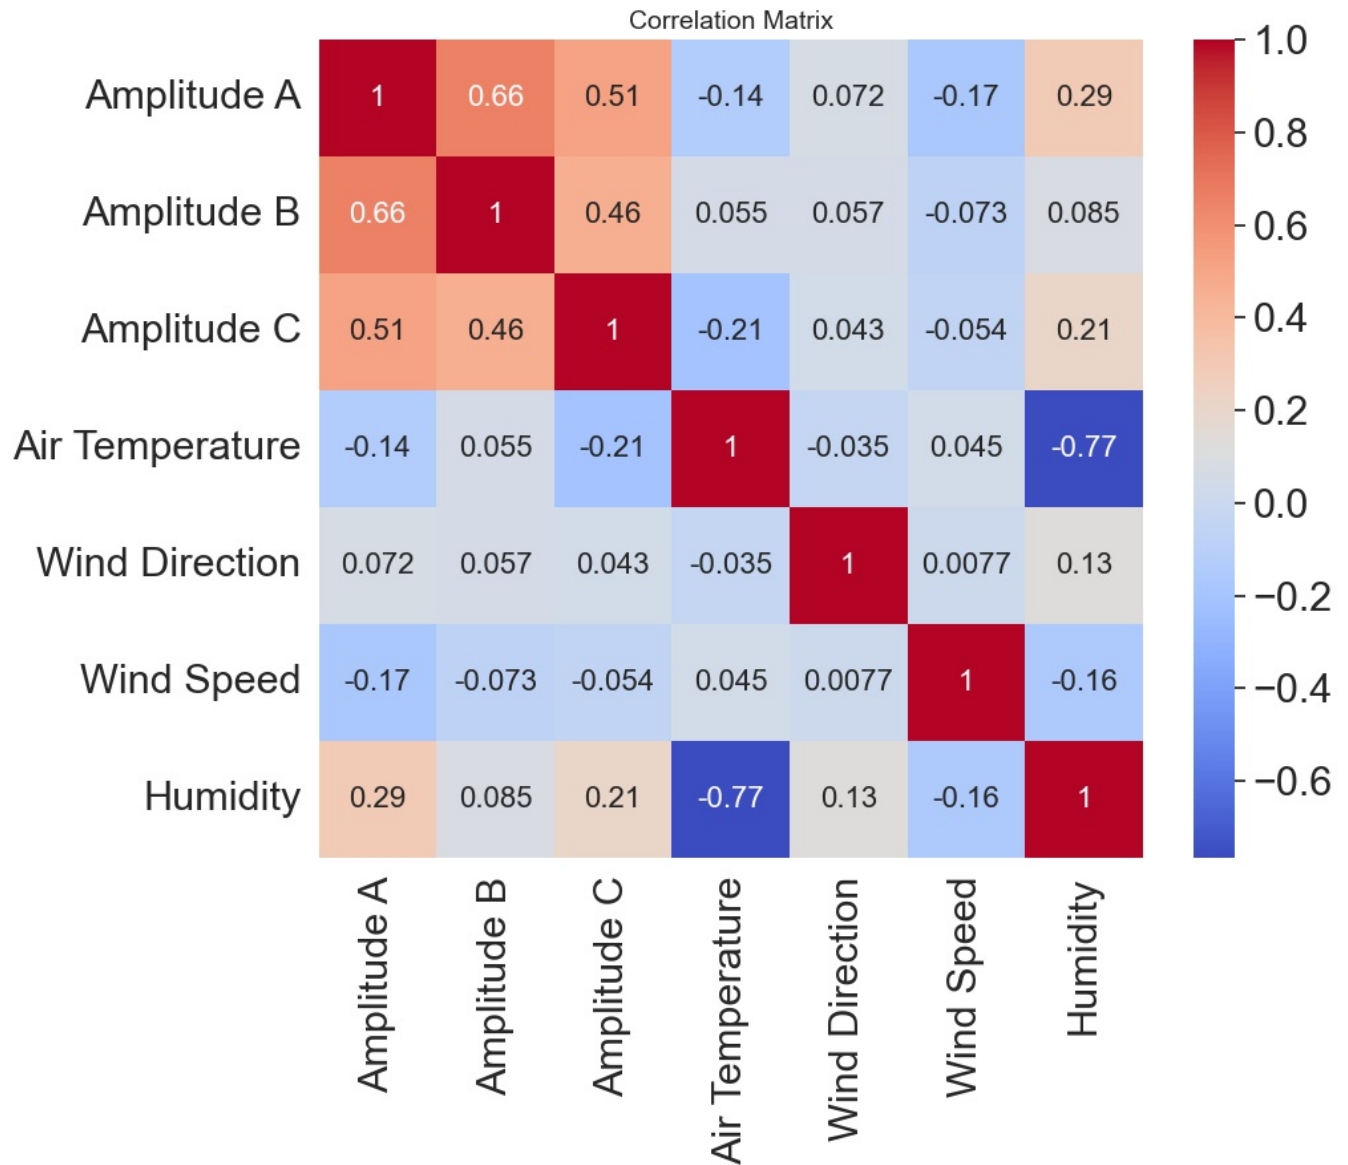 Correlation Matrix
Amplitude A 1 0.66 0.51 -0.14 0.072 -0.17 0.29
Amplitude B 0.66 1 0.46 0.055 0.057 -0.073 0.085
Amplitude C 0.51 0.46 1 -0.21 0.043 -0.054 0.21
Air Temperature -0.14 0.055 -0.21 1 -0.035 0.045 -0.77
Wind Direction 0.072 0.057 0.043 -0.035 1 0.0077 0.13
Wind Speed -0.17 -0.073 -0.054 0.045 0.0077 1 -0.16
Humidity 0.29 0.085 0.21 -0.77 0.13 -0.16 1
Amplitude A
Amplitude B
Amplitude C
Air Temperature
Wind Direction
Wind Speed
Humidity
1.0
0.8
0.6
0.4
0.2
0.0
−0.2
−0.4
−0.6